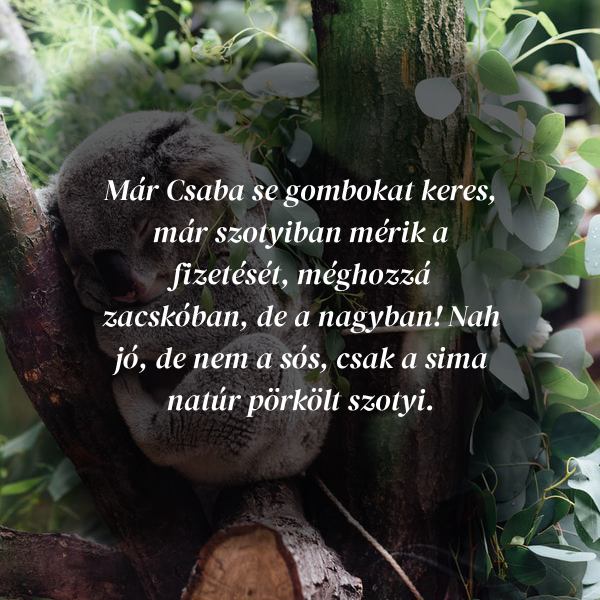 Már Csaba se gombokat keres,
már szotyiban mérik a
fizetését, méghozzá
zacskóban, de a nagyban! Nah
jó, de nem a sós, csak a sima
natúr pörkölt szotyi.